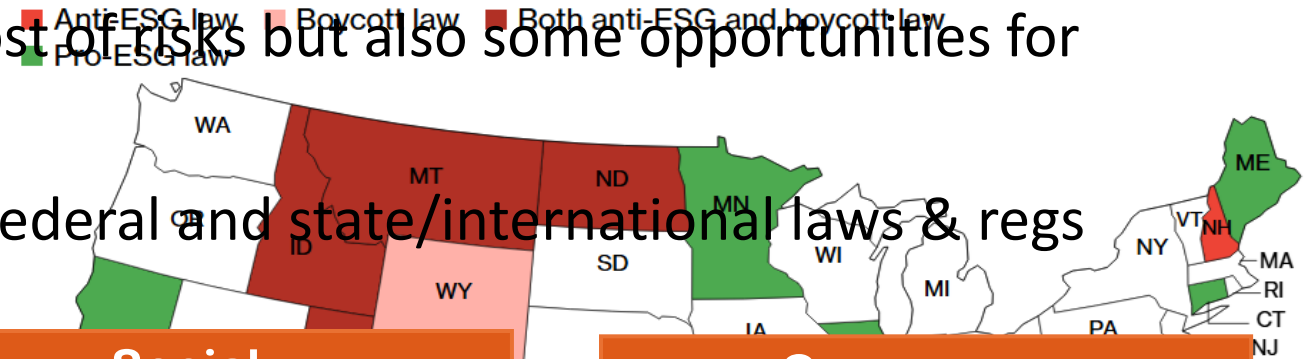 Anti-ESG law Boycott law Both anti-ESG and boycott law
Pro-ESG law
st of risks but also some opportunities for
WA
ME
MT
ND
MN
VT
NH
OR
ederal and state/international laws & regs
ID
NY
WI
SD
MA
WY
MI
RI
CT
IA
PA
NJ